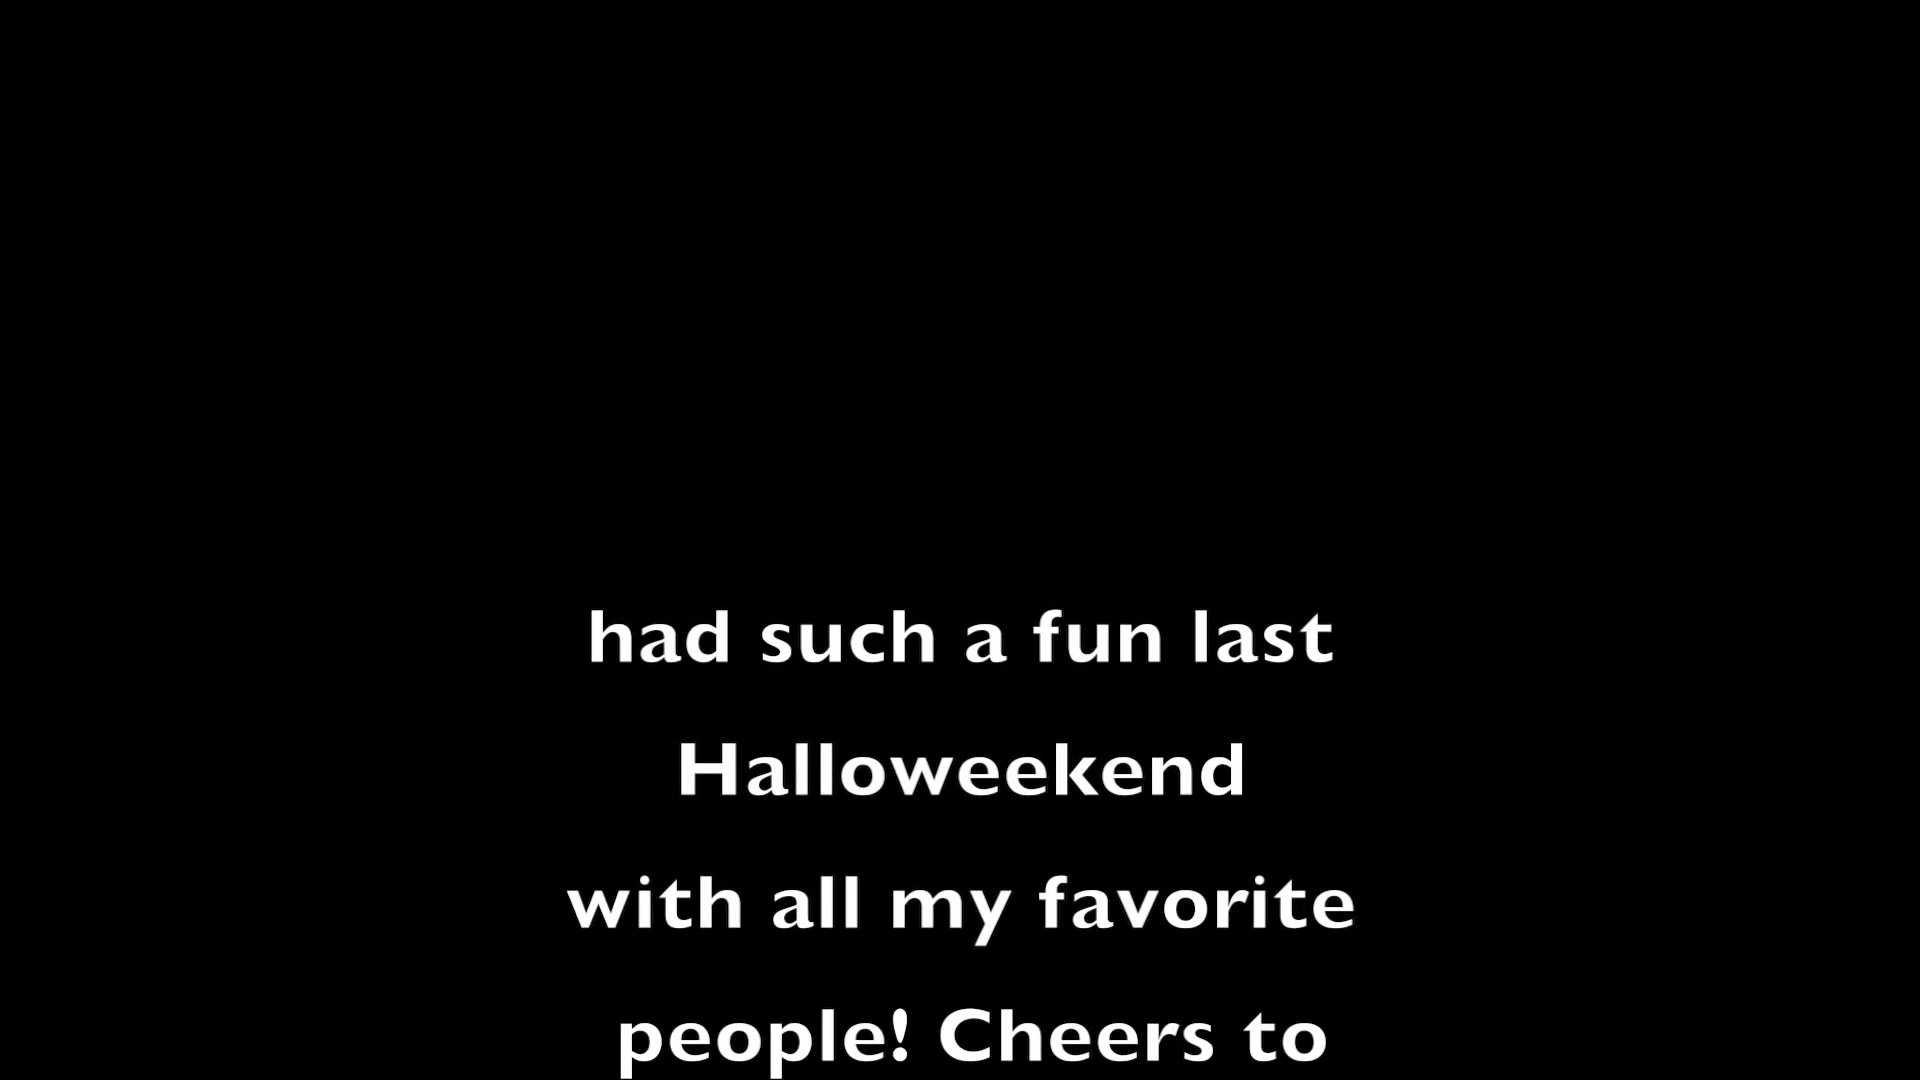 had such a fun last
Halloweekend
with all my favorite
people! Cheers to